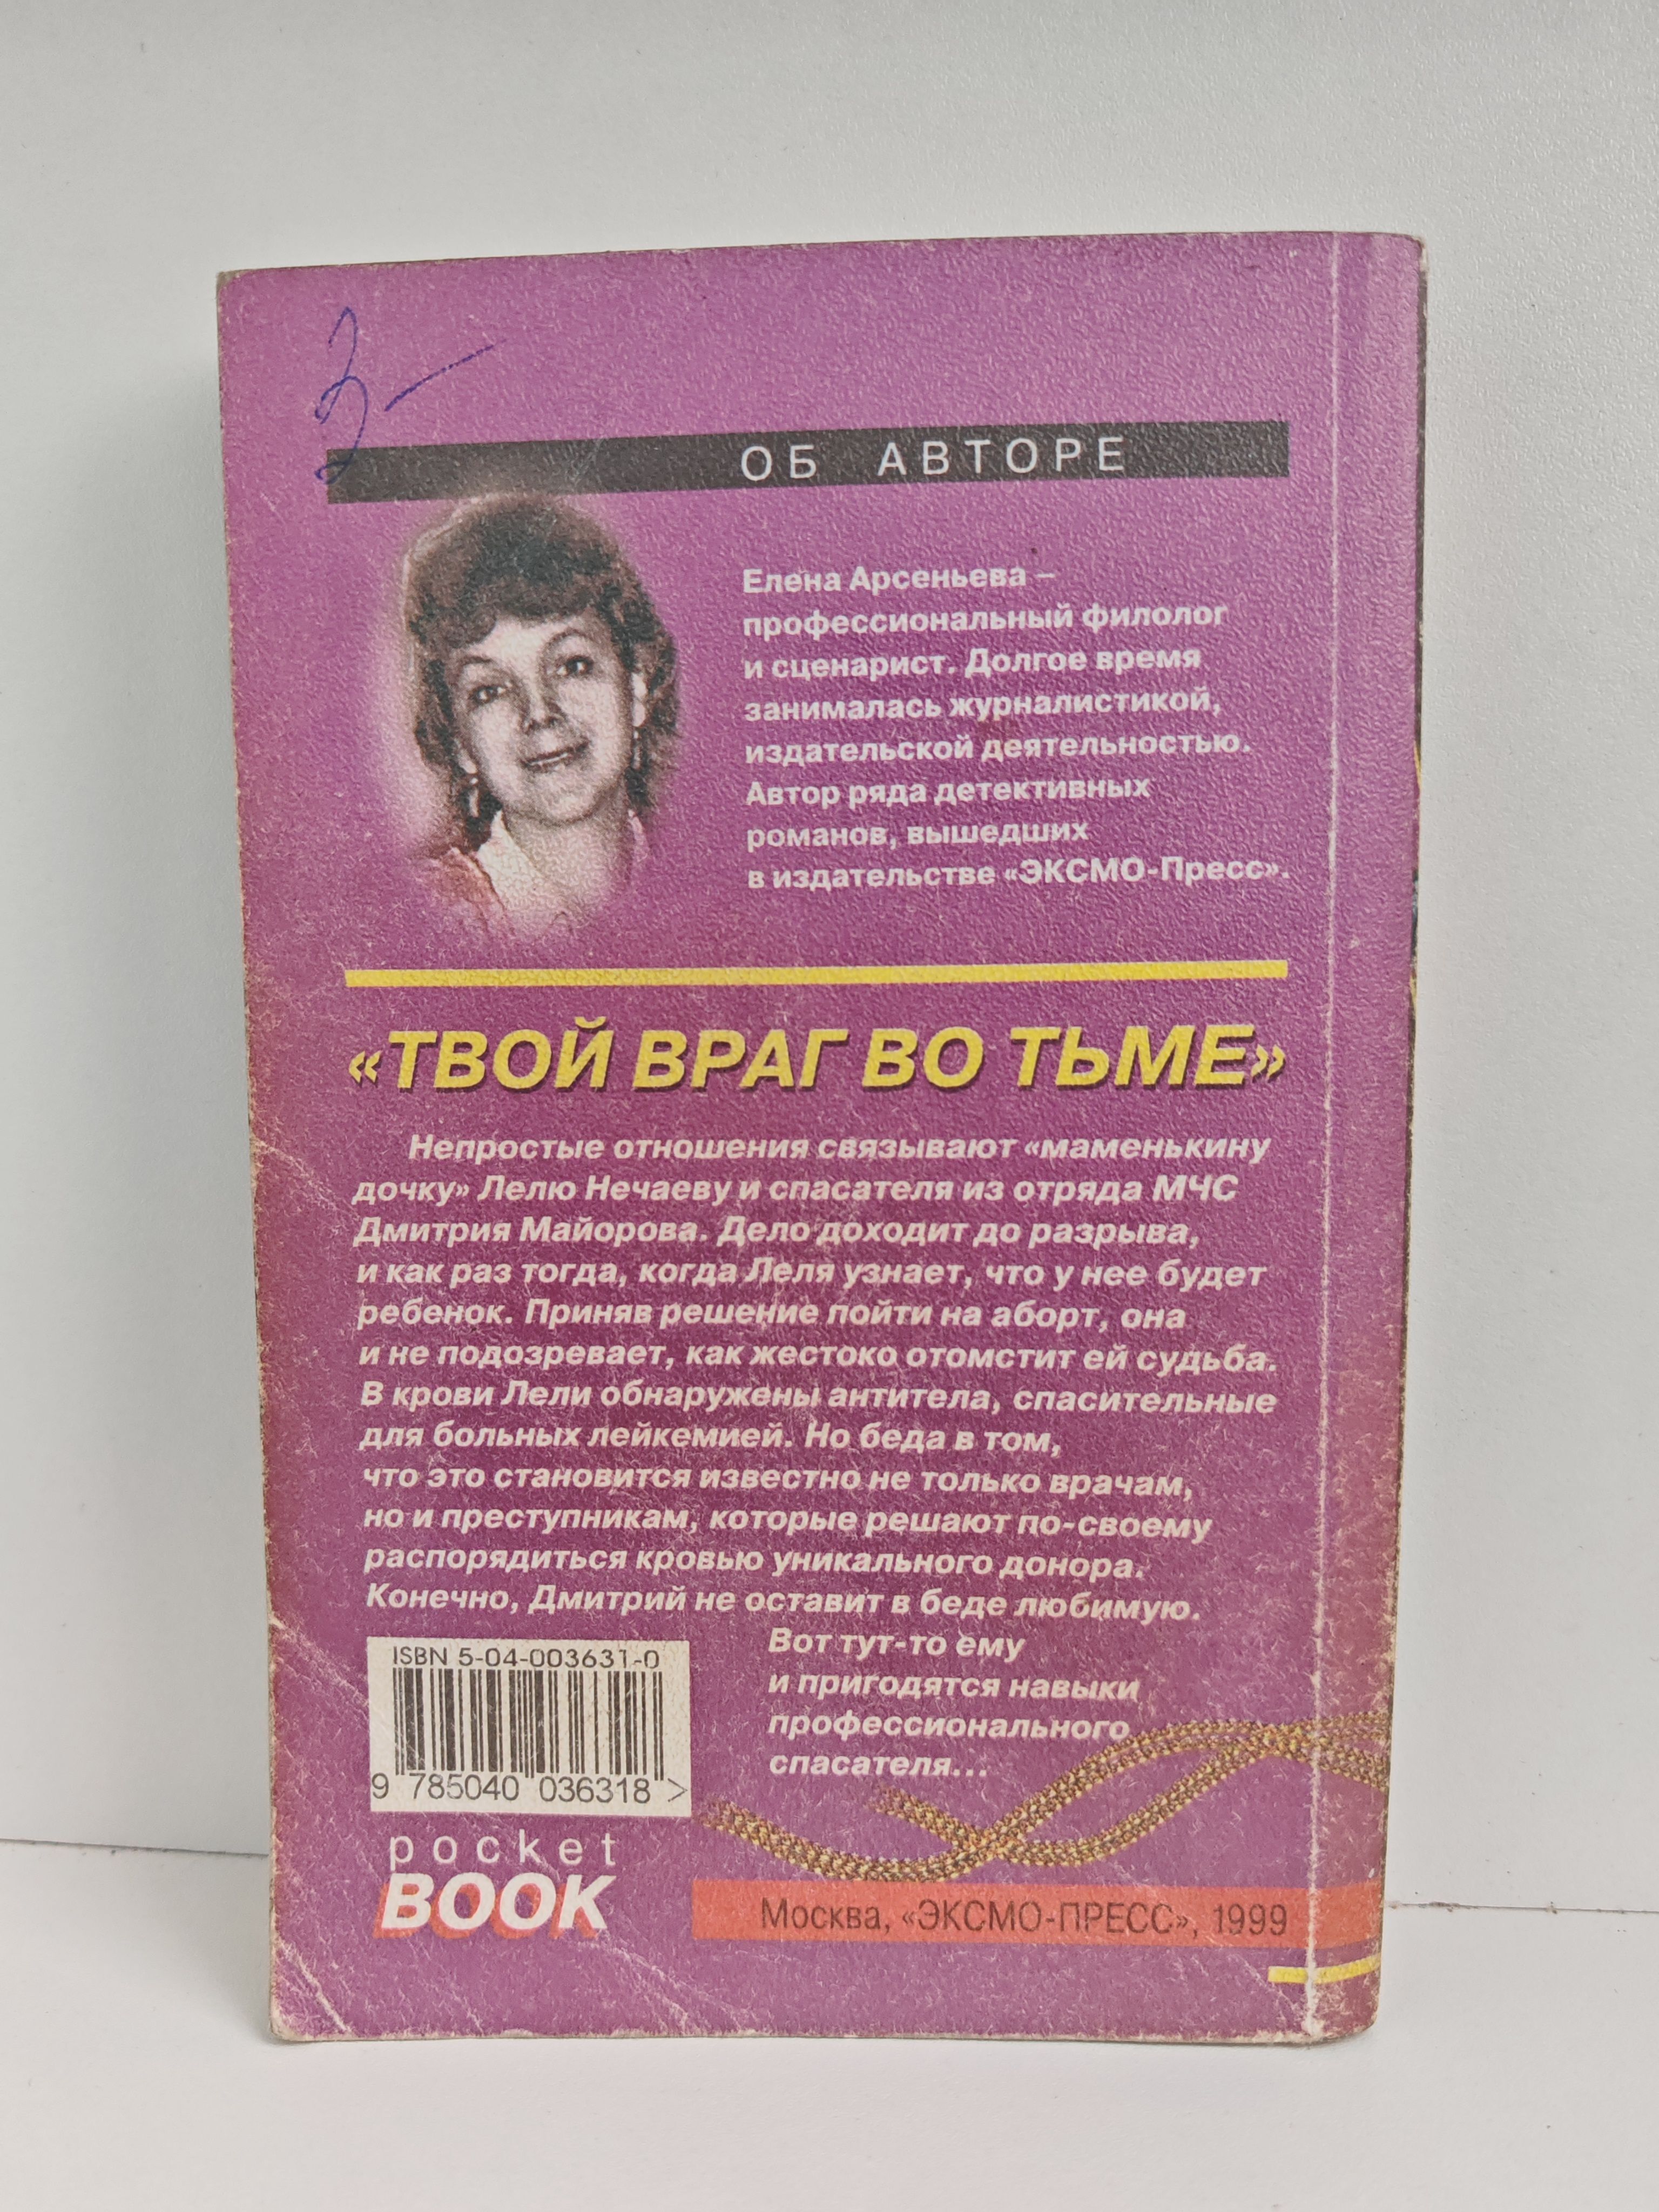 3-
ОБ АВТОРЕ
Елена Арсеньева –
профессиональный филолог
и сценарист. Долгое время
занималась журналистикой,
издательской деятельностью.
Автор ряда детективных
романов, вышедших
в издательстве «ЭКСМО-Пресс».
«ТВОЙ ВРАГ ВО ТЬМЕ»
Непростые отношения связывают «маменькину
дочку» Лелю Нечаеву и спасателя из отряда МЧС
Дмитрия Майорова. Дело доходит до разрыва,
и как раз тогда, когда Леля узнает, что у нее будет
ребенок. Приняв решение пойти на аборт, она
и не подозревает, как жестоко отомстит ей судьба.
В крови Лели обнаружены антитела, спасительные
для больных лейкемией. Но беда в том,
что это становится известно не только врачам,
но и преступникам, которые решают по-своему
распорядиться кровью уникального донора.
Конечно, Дмитрий не оставит в беде любимую.
Вот тут-то ему
и пригодятся навыки
профессионального
спасателя...
ISBN 5-04-003631-0
9 785040 036318 >
pocket
BOOK
Москва, «ЭКСМО-ПРЕСС», 1999